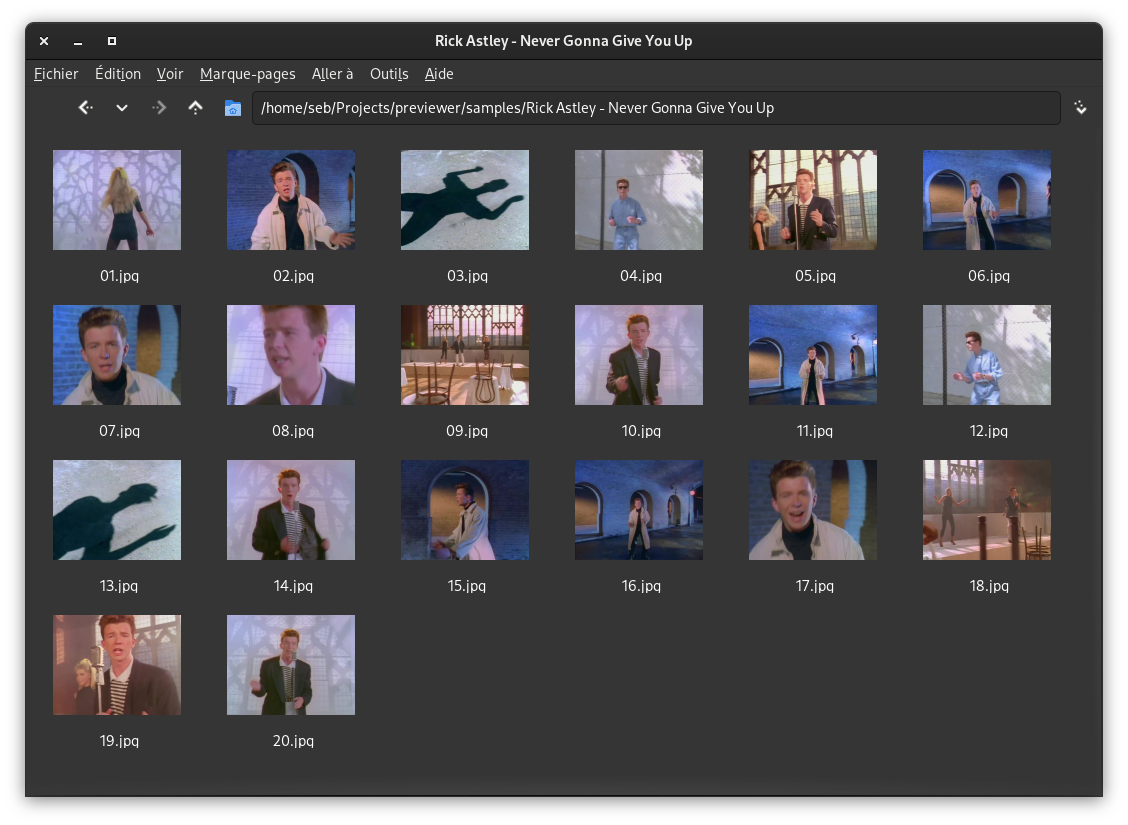 Rick Astley - Never Gonna Give You Up
Fichier Édition Voir Marque-pages Aller à Outils Aide
/home/seb/Projects/previewer/samples/Rick Astley - Never Gonna Give You Up
01.jpg 02.jpg 03.jpg 04.jpg 05.jpg 06.jpg
07.jpg 08.jpg 09.jpg 10.jpg 11.jpg 12.jpg
13.jpg 14.jpg 15.jpg 16.jpg 17.jpg 18.jpg
19.jpg 20.jpg